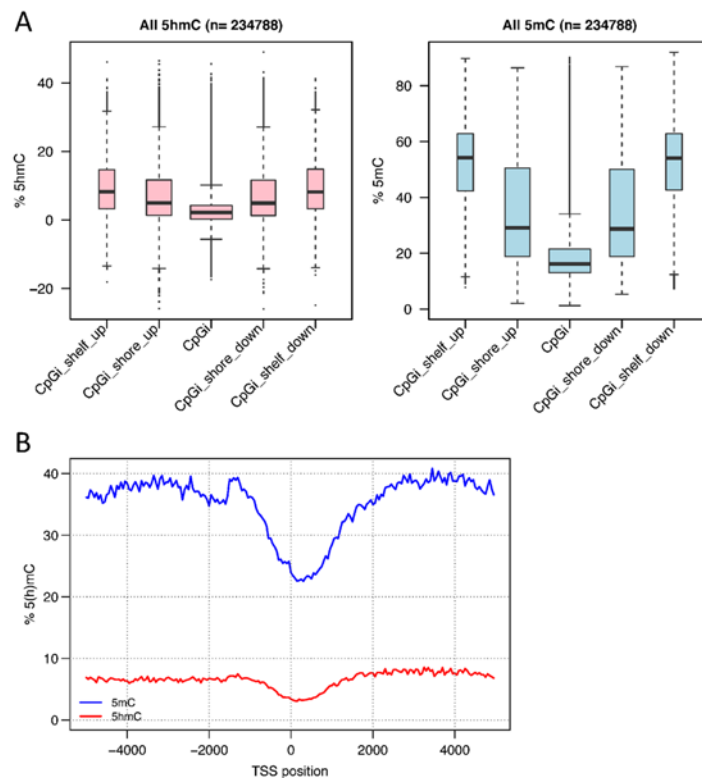 A
All 5hmC (n= 234788)
% 5hmC
40
20
0
−20
CpGi_shelf_up
CpGi_shore_up
CpGi
CpGi_shore_down
CpGi_shelf_down
All 5mC (n= 234788)
% 5mC
80
60
40
20
0
CpGi_shelf_up
CpGi_shore_up
CpGi
CpGi_shore_down
CpGi_shelf_down
B
% 5(h)mC
40
30
20
10
0
5mC
5hmC
−4000
−2000
0
2000
4000
TSS position